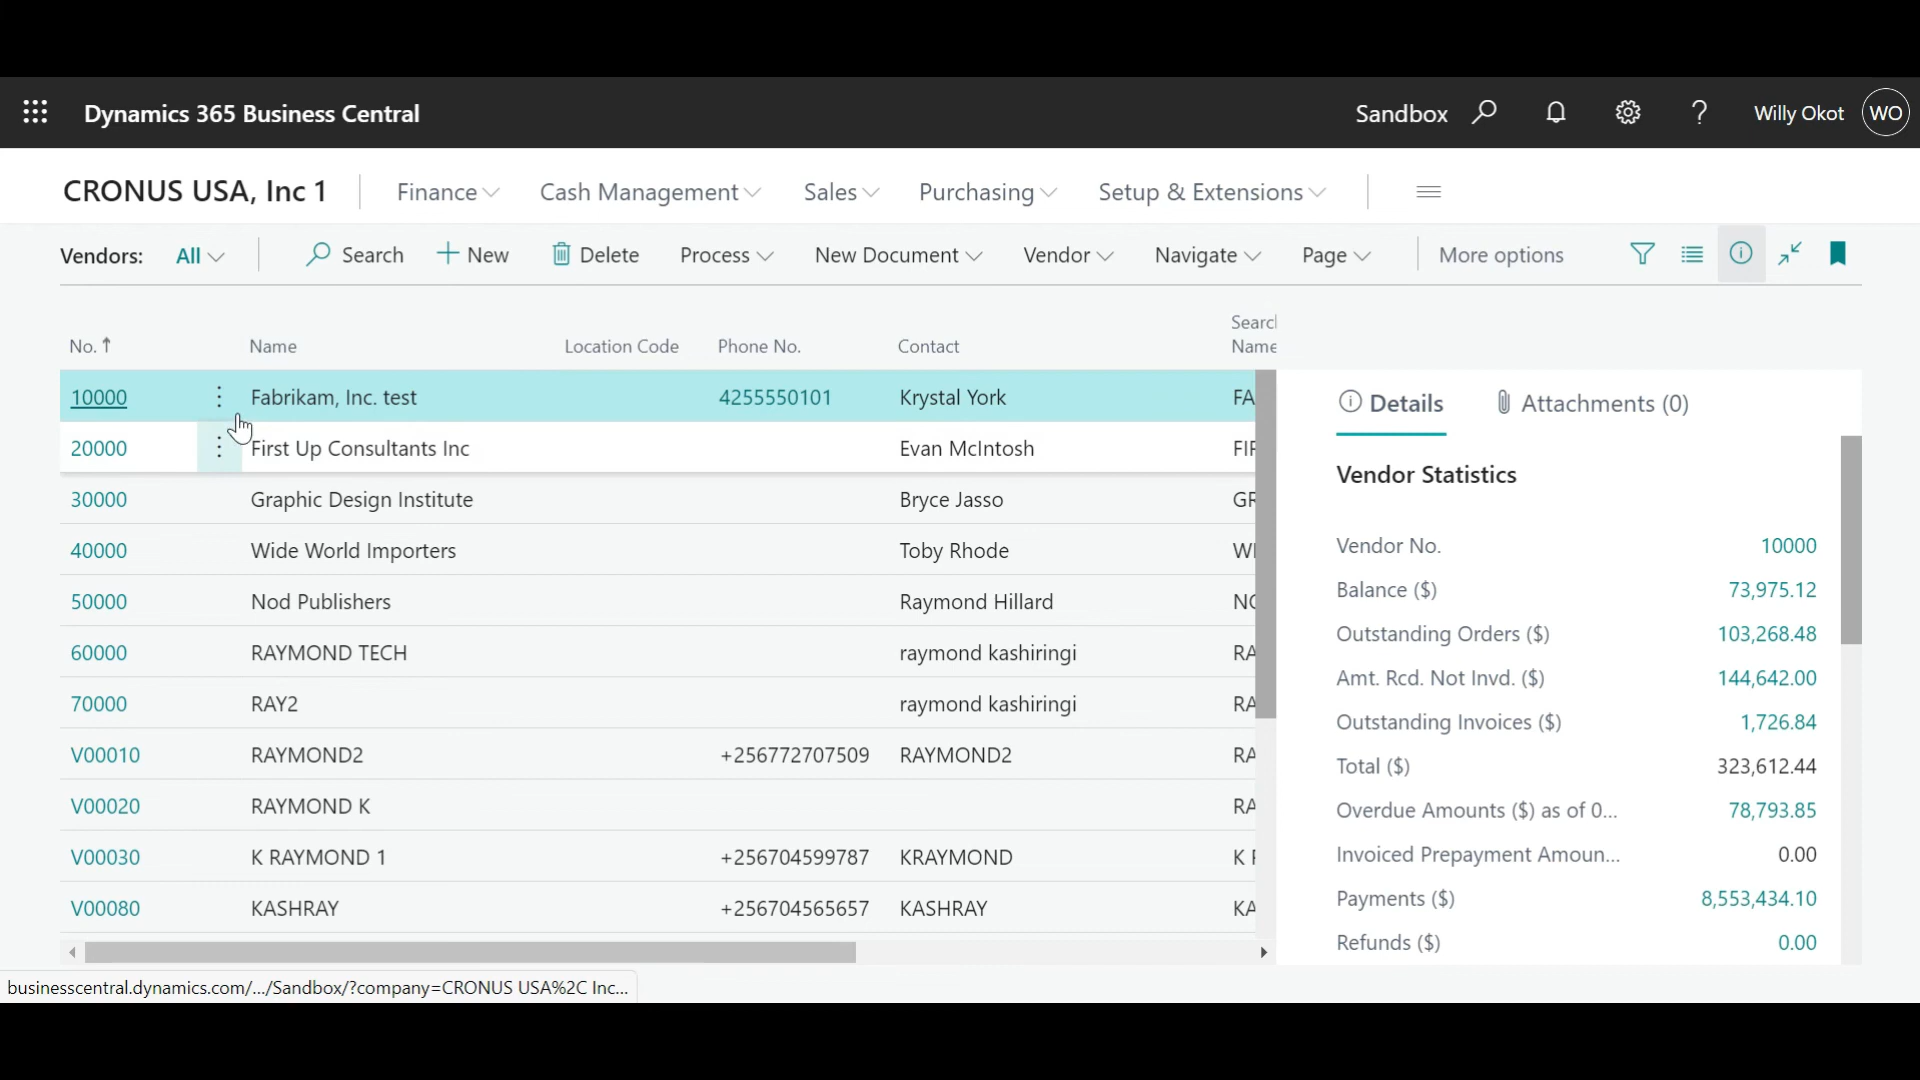 Dynamics 365 Business Central
Sandbox
Willy Okot
WO
CRONUS USA, Inc 1
Finance
Cash Management
Sales
Purchasing
Setup & Extensions
Vendors:
All
Search
New
Delete
Process
New Document
Vendor
Navigate
Page
More options
No. ↑
Name
Location Code
Phone No.
Contact
Search
Name
10000 Fabrikam, Inc. test 4255550101 Krystal York FA
20000 First Up Consultants Inc Evan McIntosh FIR
30000 Graphic Design Institute Bryce Jasso GR
40000 Wide World Importers Toby Rhode WI
50000 Nod Publishers Raymond Hillard NO
60000 RAYMOND TECH raymond kashiringi RA
70000 RAY2 raymond kashiringi RA
V00010 RAYMOND2 +256772707509 RAYMOND2 RA
V00020 RAYMOND K RA
V00030 K RAYMOND 1 +256704599787 KRAYMOND K R
V00080 KASHRAY +256704565657 KASHRAY KA
Details
Attachments (0)
Vendor Statistics
Vendor No. 10000
Balance ($) 73,975.12
Outstanding Orders ($) 103,268.48
Amt. Rcd. Not Invd. ($) 144,642.00
Outstanding Invoices ($) 1,726.84
Total ($) 323,612.44
Overdue Amounts ($) as of 0... 78,793.85
Invoiced Prepayment Amoun... 0.00
Payments ($) 8,553,434.10
Refunds ($) 0.00
businesscentral.dynamics.com/.../Sandbox/?company=CRONUS USA%2C Inc...